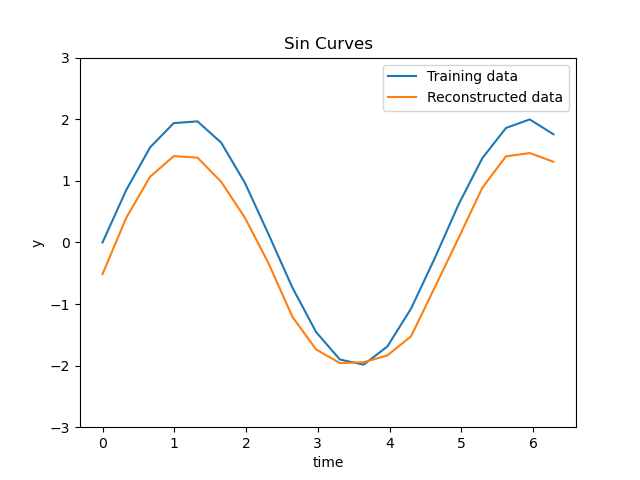 Sin Curves
Training data
Reconstructed data
3
2
1
0
−1
−2
−3
y
0 1 2 3 4 5 6
time